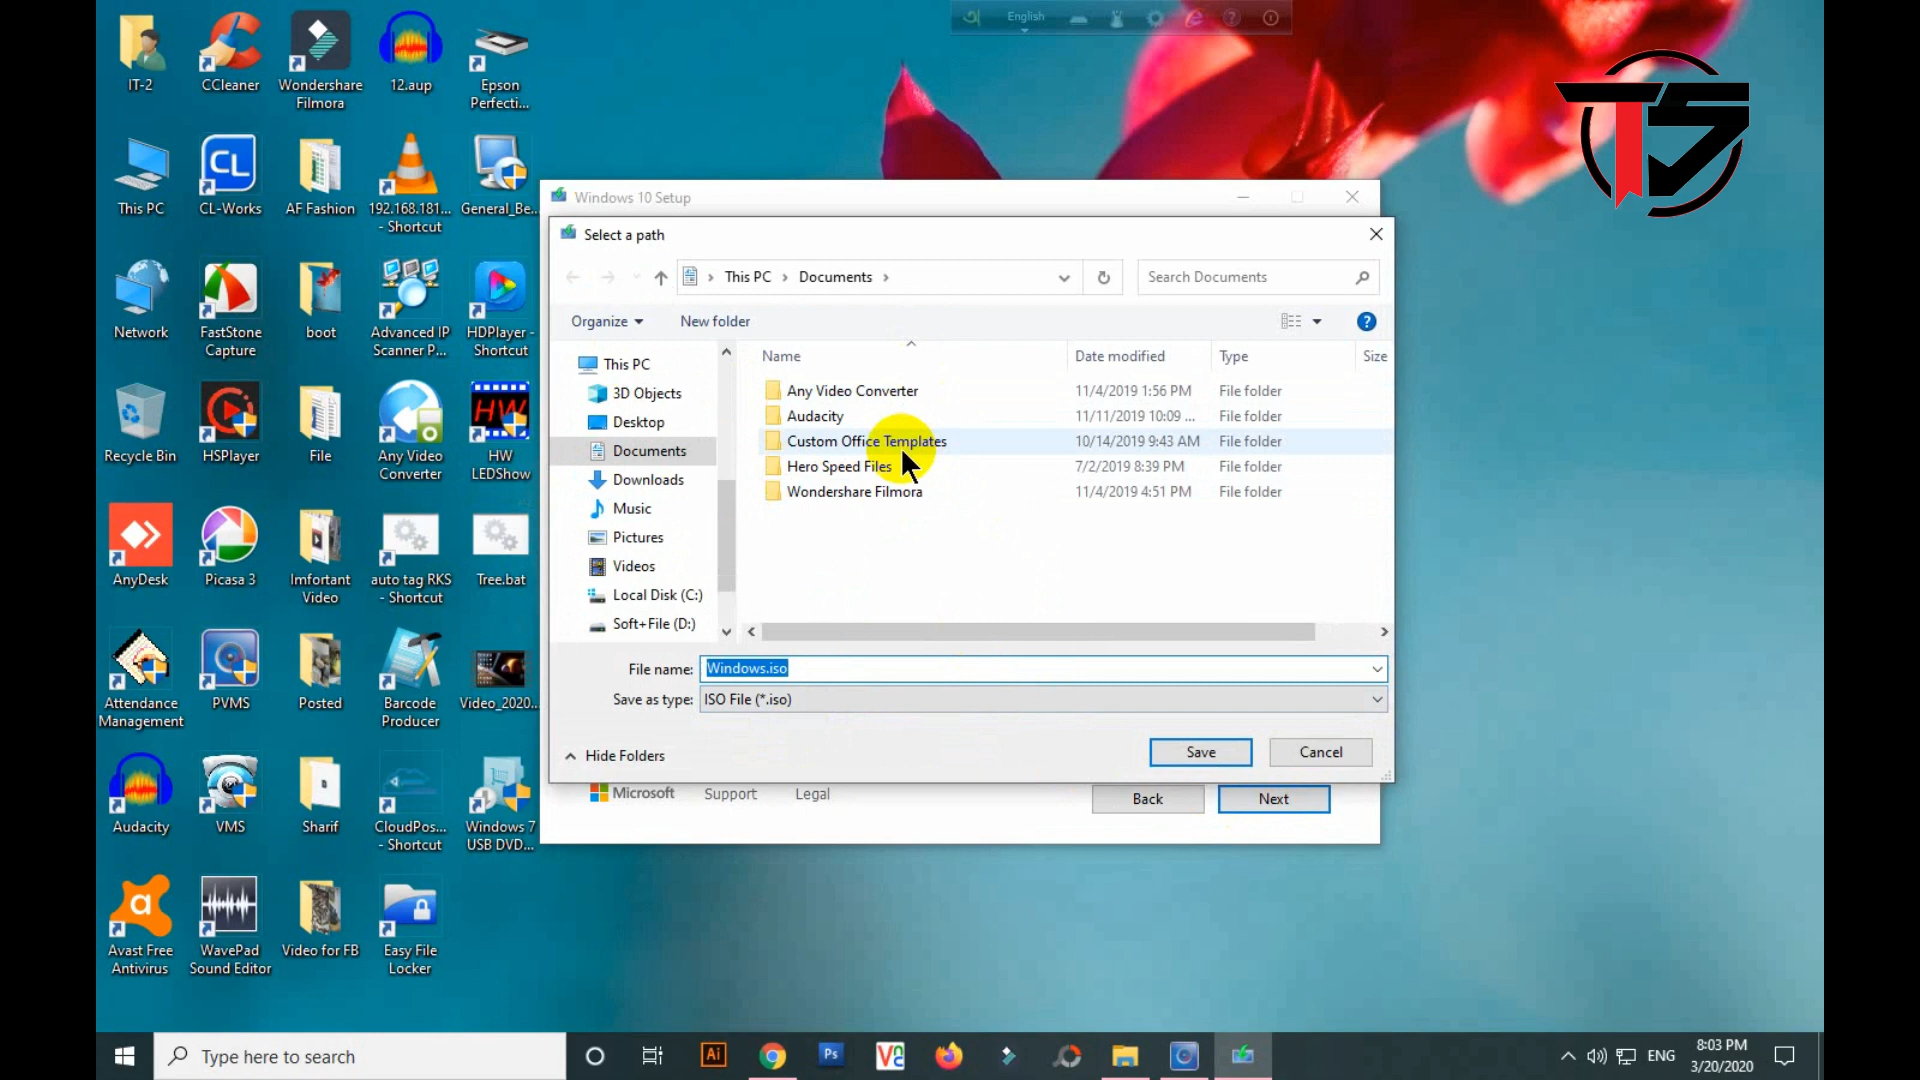 English
IT-2
CCleaner
Wondershare
Filmora
12.aup
Epson
Perfecti...
This PC
CL
CL-Works
AF Fashion
192.168.181...
- Shortcut
General_Be...
Network
FastStone
Capture
boot
Advanced IP
Scanner P...
HDPlayer -
Shortcut
Recycle Bin
HSPlayer
File
Any Video
Converter
HW
HW
LEDShow
AnyDesk
Picasa 3
Imfortant
Video
auto tag RKS
- Shortcut
Tree.bat
Attendance
Management
PVMS
Posted
Barcode
Producer
Video_2020...
Audacity
VMS
Sharif
CloudPos...
- Shortcut
Windows 7
USB DVD...
Avast Free
Antivirus
WavePad
Sound Editor
Video for FB
Easy File
Locker
Windows 10 Setup
Select a path
This PC
Documents
Search Documents
Organize
New folder
Name
Date modified
Type
Size
This PC
3D Objects
Desktop
Documents
Downloads
Music
Pictures
Videos
Local Disk (C:)
Soft+File (D:)
Any Video Converter 11/4/2019 1:56 PM File folder
Audacity 11/11/2019 10:09 ... File folder
Custom Office Templates 10/14/2019 9:43 AM File folder
Hero Speed Files 7/2/2019 8:39 PM File folder
Wondershare Filmora 11/4/2019 4:51 PM File folder
File name: Windows.iso
Save as type: ISO File (*.iso)
Hide Folders
Save
Cancel
Microsoft
Support
Legal
Back
Next
Type here to search
Ai
Ps
ENG
8:03 PM
3/20/2020